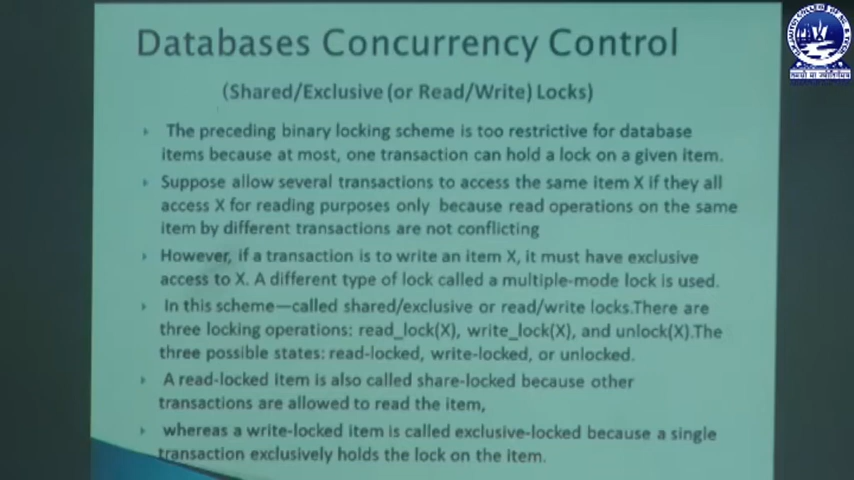 Databases Concurrency Control
(Shared/Exclusive (or Read/Write) Locks)
The preceding binary locking scheme is too restrictive for database
items because at most, one transaction can hold a lock on a given item.
Suppose allow several transactions to access the same item X if they all
access X for reading purposes only because read operations on the same
item by different transactions are not conflicting
However, if a transaction is to write an item X, it must have exclusive
access to X. A different type of lock called a multiple-mode lock is used.
In this scheme—called shared/exclusive or read/write locks.There are
three locking operations: read_lock(X), write_lock(X), and unlock(X).The
three possible states: read-locked, write-locked, or unlocked.
A read-locked item is also called share-locked because other
transactions are allowed to read the item,
whereas a write-locked item is called exclusive-locked because a single
transaction exclusively holds the lock on the item.